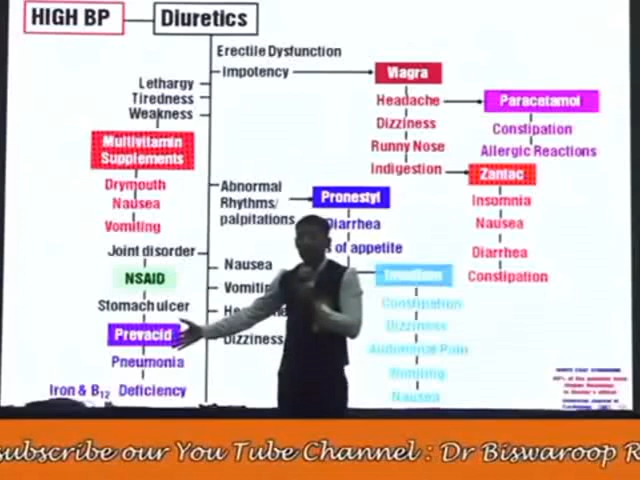 HIGH BP
Diuretics
Erectile Dysfunction
Impotency
Viagra
Headache
Dizziness
Runny Nose
Indigestion
Paracetamol
Constipation
Allergic Reactions
Zantac
Insomnia
Nausea
Diarrhea
Constipation
Lethargy
Tiredness
Weakness
Multivitamin
Supplements
Drymouth
Nausea
Vomiting
Joint disorder
NSAID
Stomach ulcer
Prevacid
Pneumonia
Iron & B12 Deficiency
Abnormal
Rhythms/
palpitations
Pronestyl
Diarrhea
of appetite
Nausea
Dizziness
Constipation
Dizziness
Abdominal Pain
Vomiting
Nausea
subscribe our You Tube Channel : Dr Biswaroop R